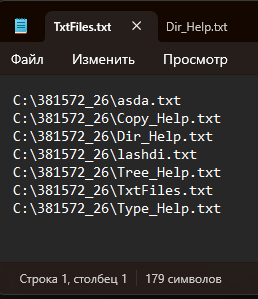 TxtFiles.txt
Dir_Help.txt
Файл
Изменить
Просмотр
C:\381572_26\asda.txt
C:\381572_26\Copy_Help.txt
C:\381572_26\Dir_Help.txt
C:\381572_26\lashdi.txt
C:\381572_26\Tree_Help.txt
C:\381572_26\TxtFiles.txt
C:\381572_26\Type_Help.txt
Строка 1, столбец 1
179 символов